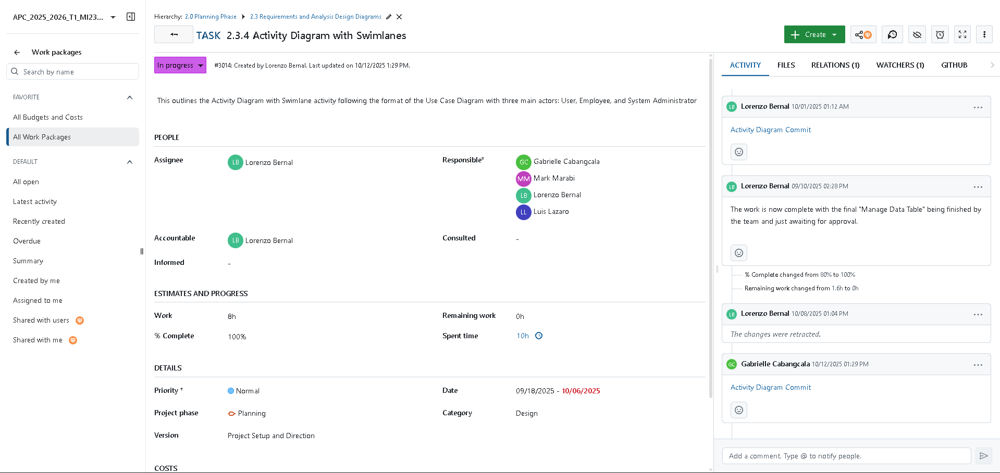 APC_2025_2026_T1_MI23...
Work packages
Search by name
FAVORITE
All Budgets and Costs
All Work Packages
DEFAULT
All open
Latest activity
Recently created
Overdue
Summary
Created by me
Assigned to me
Shared with users
Shared with me
Hierarchy: 2.0 Planning Phase 2.3 Requirements and Analysis Design Diagrams
TASK 2.3.4 Activity Diagram with Swimlanes
Create
In progress #3014: Created by Lorenzo Bernal. Last updated on 10/12/2025 1:29 PM.
This outlines the Activity Diagram with Swimlane activity following the format of the Use Case Diagram with three main actors: User, Employee, and System Administrator
PEOPLE
Assignee LB Lorenzo Bernal
Responsible* GC Gabrielle Cabangcala
MM Mark Marabi
LB Lorenzo Bernal
LL Luis Lazaro
Accountable LB Lorenzo Bernal
Consulted -
Informed -
ESTIMATES AND PROGRESS
Work 8h
Remaining work 0h
% Complete 100%
Spent time 10h
DETAILS
Priority * Normal
Date 09/18/2025 - 10/06/2025
Project phase Planning
Category Design
Version Project Setup and Direction
COSTS
ACTIVITY FILES RELATIONS (1) WATCHERS (1) GITHUB
LB Lorenzo Bernal 10/01/2025 01:12 AM
Activity Diagram Commit
LB Lorenzo Bernal 09/30/2025 02:28 PM
The work is now complete with the final "Manage Data Table" being finished by
the team and just awaiting for approval.
% Complete changed from 80% to 100%
Remaining work changed from 1.6h to 0h
LB Lorenzo Bernal 10/08/2025 01:04 PM
The changes were retracted.
GC Gabrielle Cabangcala 10/12/2025 01:29 PM
Activity Diagram Commit
Add a comment. Type @ to notify people.